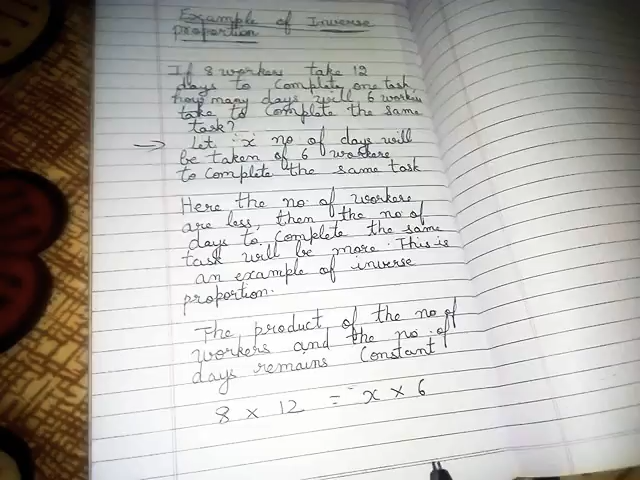 Example of Inverse
proportion
If 8 workers take 12
days to complete one task,
how many days will 6 workers
take to complete the same
task?
→ Let 'x' no of days will
be taken of 6 workers
to complete the same task
Here the no of workers
are less, then the no of
days to complete the same
task will be more. This is
an example of inverse
proportion.
The product of the no of
workers and the no. of
days remains constant
8 × 12 = x × 6